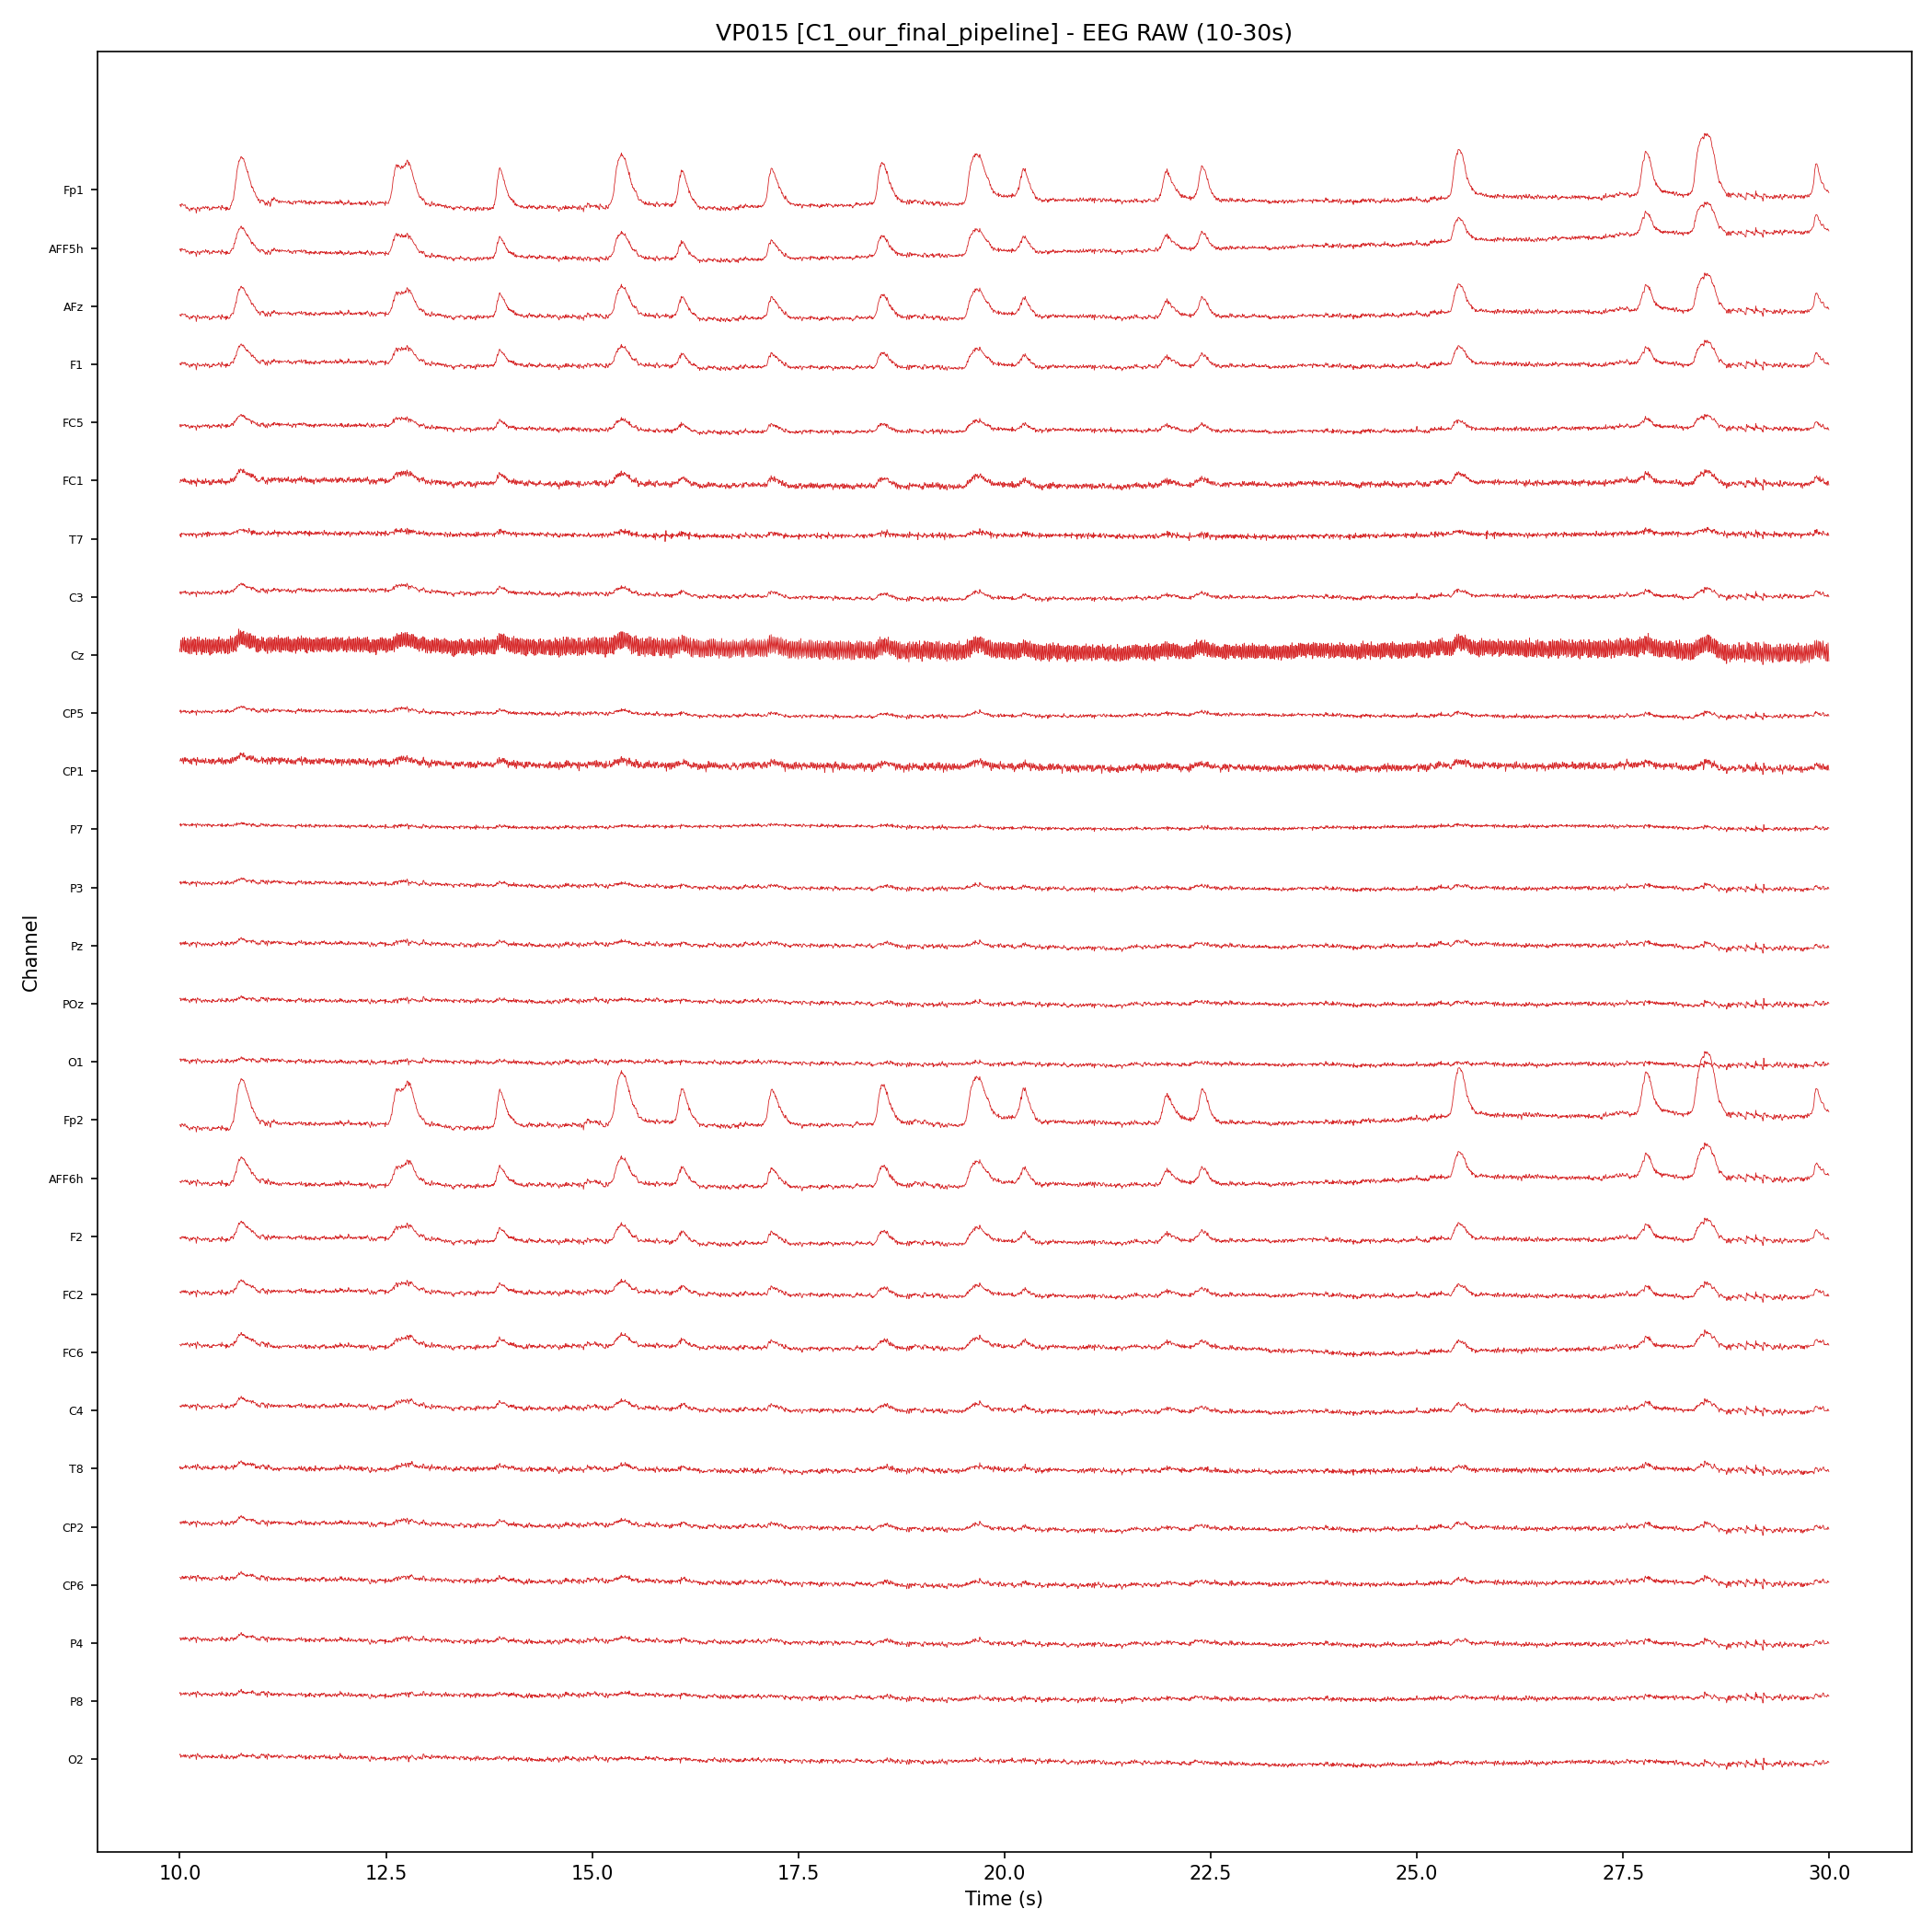 VP015 [C1_our_final_pipeline] - EEG RAW (10-30s)
Channel
Fp1
AFF5h
AFz
F1
FC5
FC1
T7
C3
Cz
CP5
CP1
P7
P3
Pz
POz
O1
Fp2
AFF6h
F2
FC2
FC6
C4
T8
CP2
CP6
P4
P8
O2
10.0 12.5 15.0 17.5 20.0 22.5 25.0 27.5 30.0
Time (s)